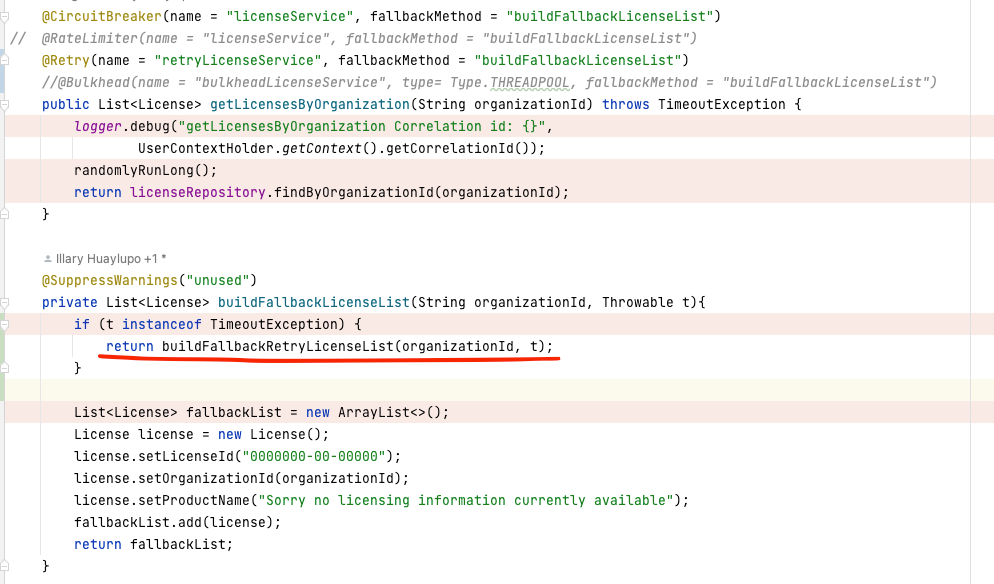 @CircuitBreaker(name = "licenseService", fallbackMethod = "buildFallbackLicenseList")
// @RateLimiter(name = "licenseService", fallbackMethod = "buildFallbackLicenseList")
@Retry(name = "retryLicenseService", fallbackMethod = "buildFallbackLicenseList")
//@Bulkhead(name = "bulkheadLicenseService", type= Type.THREADPOOL, fallbackMethod = "buildFallbackLicenseList")
public List<License> getLicensesByOrganization(String organizationId) throws TimeoutException {
logger.debug("getLicensesByOrganization Correlation id: {}",
UserContextHolder.getContext().getCorrelationId());
randomlyRunLong();
return licenseRepository.findByOrganizationId(organizationId);
}
Illary Huaylupo +1 *
@SuppressWarnings("unused")
private List<License> buildFallbackLicenseList(String organizationId, Throwable t){
if (t instanceof TimeoutException) {
return buildFallbackRetryLicenseList(organizationId, t);
}
List<License> fallbackList = new ArrayList<>();
License license = new License();
license.setLicenseId("0000000-00-00000");
license.setOrganizationId(organizationId);
license.setProductName("Sorry no licensing information currently available");
fallbackList.add(license);
return fallbackList;
}